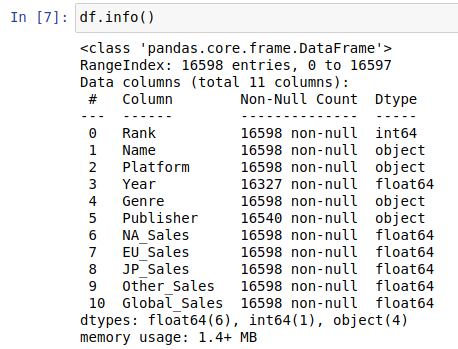 In [7]: df.info()
<class 'pandas.core.frame.DataFrame'>
RangeIndex: 16598 entries, 0 to 16597
Data columns (total 11 columns):
 #   Column        Non-Null Count  Dtype
---  ------        --------------  -----
 0   Rank          16598 non-null  int64
 1   Name          16598 non-null  object
 2   Platform      16598 non-null  object
 3   Year          16327 non-null  float64
 4   Genre         16598 non-null  object
 5   Publisher     16540 non-null  object
 6   NA_Sales      16598 non-null  float64
 7   EU_Sales      16598 non-null  float64
 8   JP_Sales      16598 non-null  float64
 9   Other_Sales   16598 non-null  float64
 10  Global_Sales  16598 non-null  float64
dtypes: float64(6), int64(1), object(4)
memory usage: 1.4+ MB